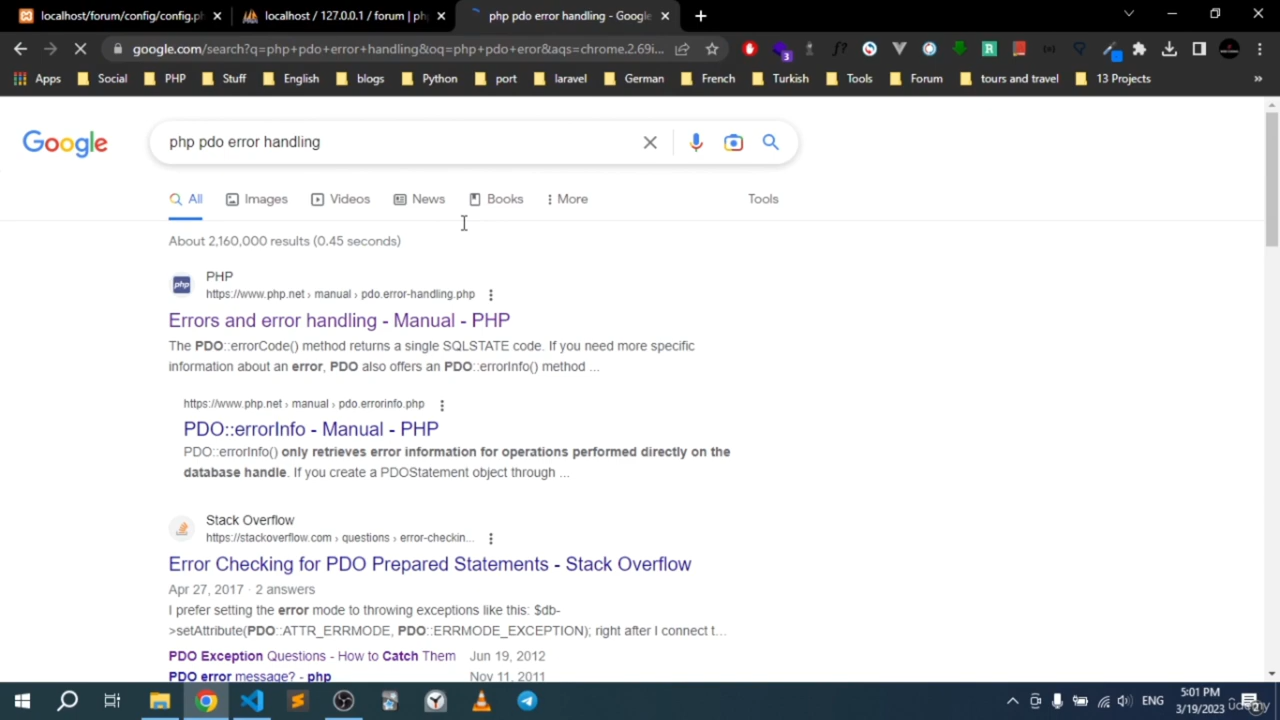 localhost/forum/config/config.ph
localhost / 127.0.0.1 / forum | ph
php pdo error handling - Google
google.com/search?q=php+pdo+error+handling&oq=php+pdo+eror&aqs=chrome.2.69i...
Apps
Social
PHP
Stuff
English
blogs
Python
port
laravel
German
French
Turkish
Tools
Forum
tours and travel
13 Projects
»
Google
php pdo error handling
All
Images
Videos
News
Books
More
Tools
About 2,160,000 results (0.45 seconds)
PHP
https://www.php.net › manual › pdo.error-handling.php
Errors and error handling - Manual - PHP
The PDO::errorCode() method returns a single SQLSTATE code. If you need more specific
information about an error, PDO also offers an PDO::errorInfo() method ...
https://www.php.net › manual › pdo.errorinfo.php
PDO::errorInfo - Manual - PHP
PDO::errorInfo() only retrieves error information for operations performed directly on the
database handle. If you create a PDOStatement object through ...
Stack Overflow
https://stackoverflow.com › questions › error-checkin...
Error Checking for PDO Prepared Statements - Stack Overflow
Apr 27, 2017 · 2 answers
I prefer setting the error mode to throwing exceptions like this: $db-
>setAttribute(PDO::ATTR_ERRMODE, PDO::ERRMODE_EXCEPTION); right after I connect t...
PDO Exception Questions - How to Catch Them Jun 19, 2012
PDO error message? - php Nov 11, 2011
ENG
5:01 PM
3/19/2023
udemy